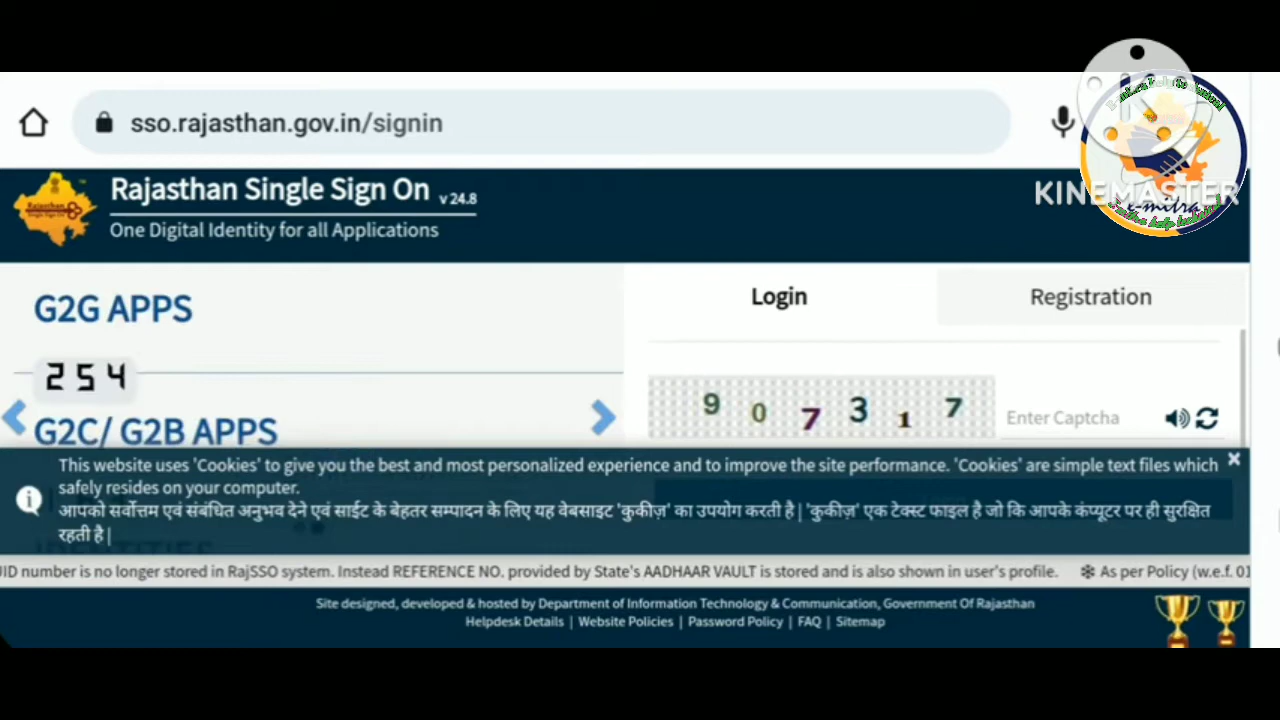 sso.rajasthan.gov.in/signin
KINEMASTER
e-mitra
Rajasthan Single Sign On v 24.8
One Digital Identity for all Applications
G2G APPS
Login
Registration
254
9 0 7 3 1 7
Enter Captcha
G2C/ G2B APPS
This website uses 'Cookies' to give you the best and most personalized experience and to improve the site performance. 'Cookies' are simple text files which
safely resides on your computer.
आपको सर्वोत्तम एवं संबंधित अनुभव देने एवं साईट के बेहतर सम्पादन के लिए यह वेबसाइट 'कुकीज़' का उपयोग करती है | 'कुकीज़' एक टेक्स्ट फाइल है जो कि आपके कंप्यूटर पर ही सुरक्षित
रहती है |
UID number is no longer stored in RajSSO system. Instead REFERENCE NO. provided by State's AADHAAR VAULT is stored and is also shown in user's profile. ❇ As per Policy (w.e.f. 01
Site designed, developed & hosted by Department of Information Technology & Communication, Government Of Rajasthan
Helpdesk Details | Website Policies | Password Policy | FAQ | Sitemap